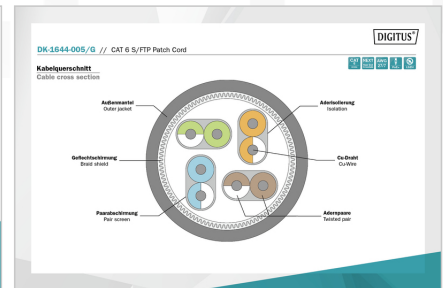 DIGITUS®
DK-1644-005/G // CAT 6 S/FTP Patch Cord
Kabelquerschnitt
Cable cross section
Außenmantel
Outer jacket
Aderisolierung
Isolation
Geflechtschirmung
Braid shield
Cu-Draht
Cu-Wire
Paarabschirmung
Pair screen
Adernpaare
Twisted pair